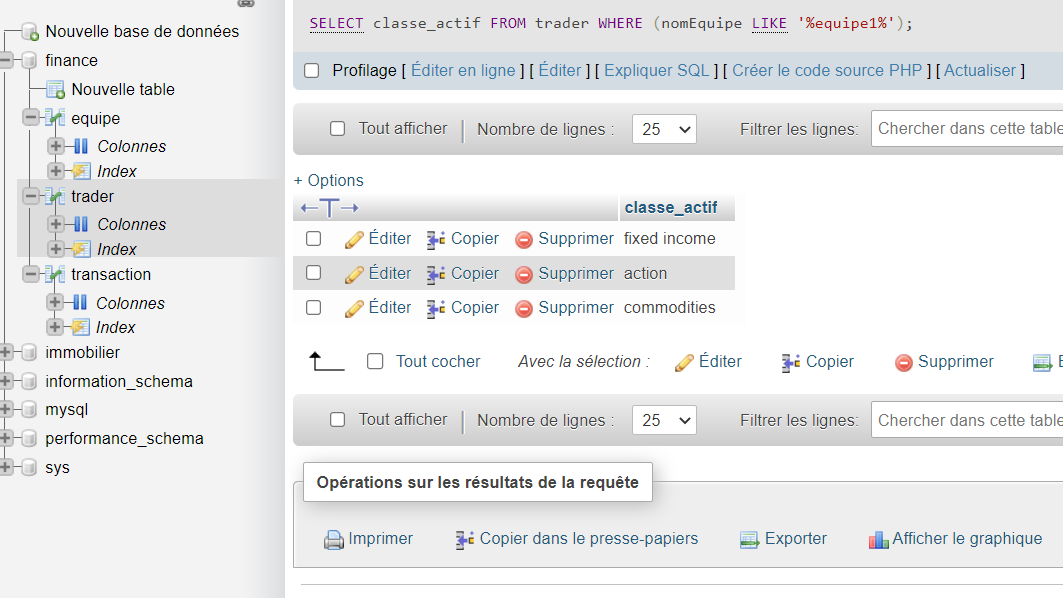 Nouvelle base de données
finance
Nouvelle table
equipe
Colonnes
Index
trader
Colonnes
Index
transaction
Colonnes
Index
immobilier
information_schema
mysql
performance_schema
sys
SELECT classe_actif FROM trader WHERE (nomEquipe LIKE '%equipe1%');
Profilage [ Éditer en ligne ] [ Éditer ] [ Expliquer SQL ] [ Créer le code source PHP ] [ Actualiser ]
Tout afficher Nombre de lignes : 25 Filtrer les lignes: Chercher dans cette table
+ Options
classe_actif
Éditer Copier Supprimer fixed income
Éditer Copier Supprimer action
Éditer Copier Supprimer commodities
Tout cocher Avec la sélection : Éditer Copier Supprimer
Tout afficher Nombre de lignes : 25 Filtrer les lignes: Chercher dans cette table
Opérations sur les résultats de la requête
Imprimer Copier dans le presse-papiers Exporter Afficher le graphique